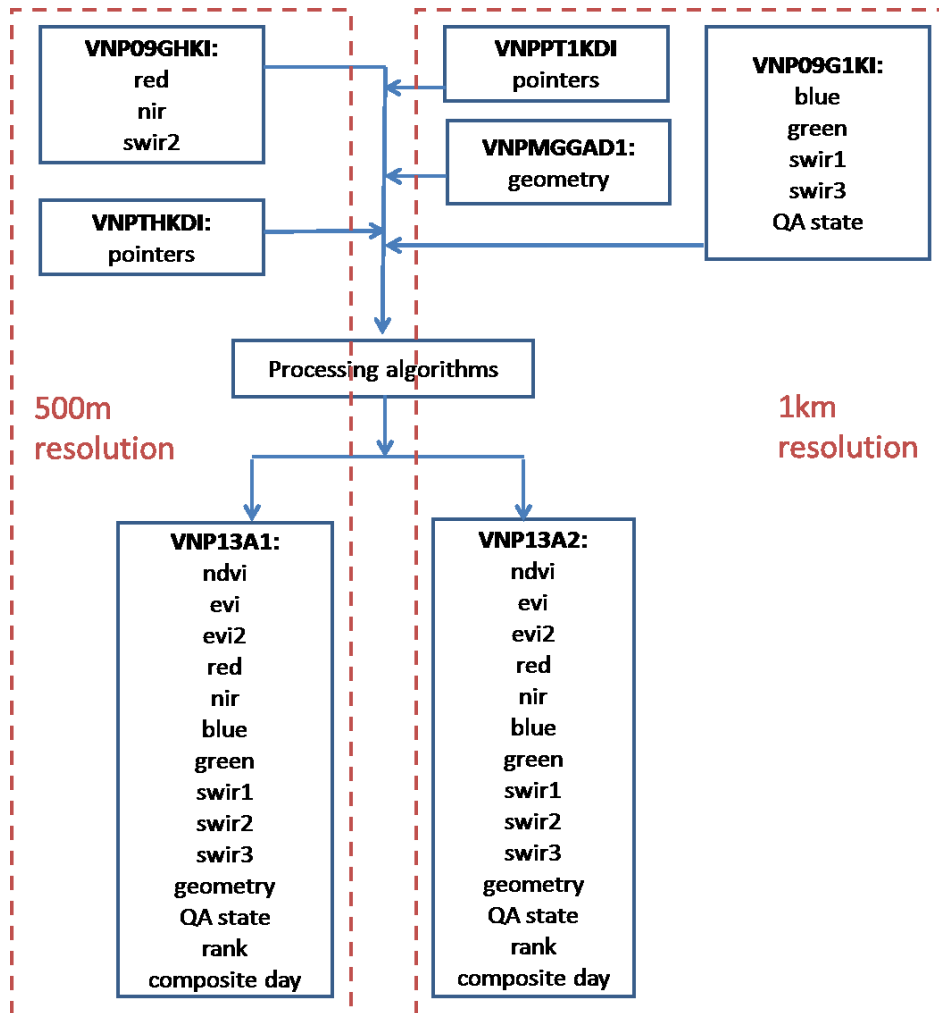 VNP09GHKI:
red
nir
swir2
VNPPT1KDI
pointers
VNP09G1KI:
blue
green
swir1
swir3
QA state
VNPMGGAD1:
geometry
VNPTHKDI:
pointers
Processing algorithms
500m
resolution
1km
resolution
VNP13A1:
ndvi
evi
evi2
red
nir
blue
green
swir1
swir2
swir3
geometry
QA state
rank
composite day
VNP13A2:
ndvi
evi
evi2
red
nir
blue
green
swir1
swir2
swir3
geometry
QA state
rank
composite day